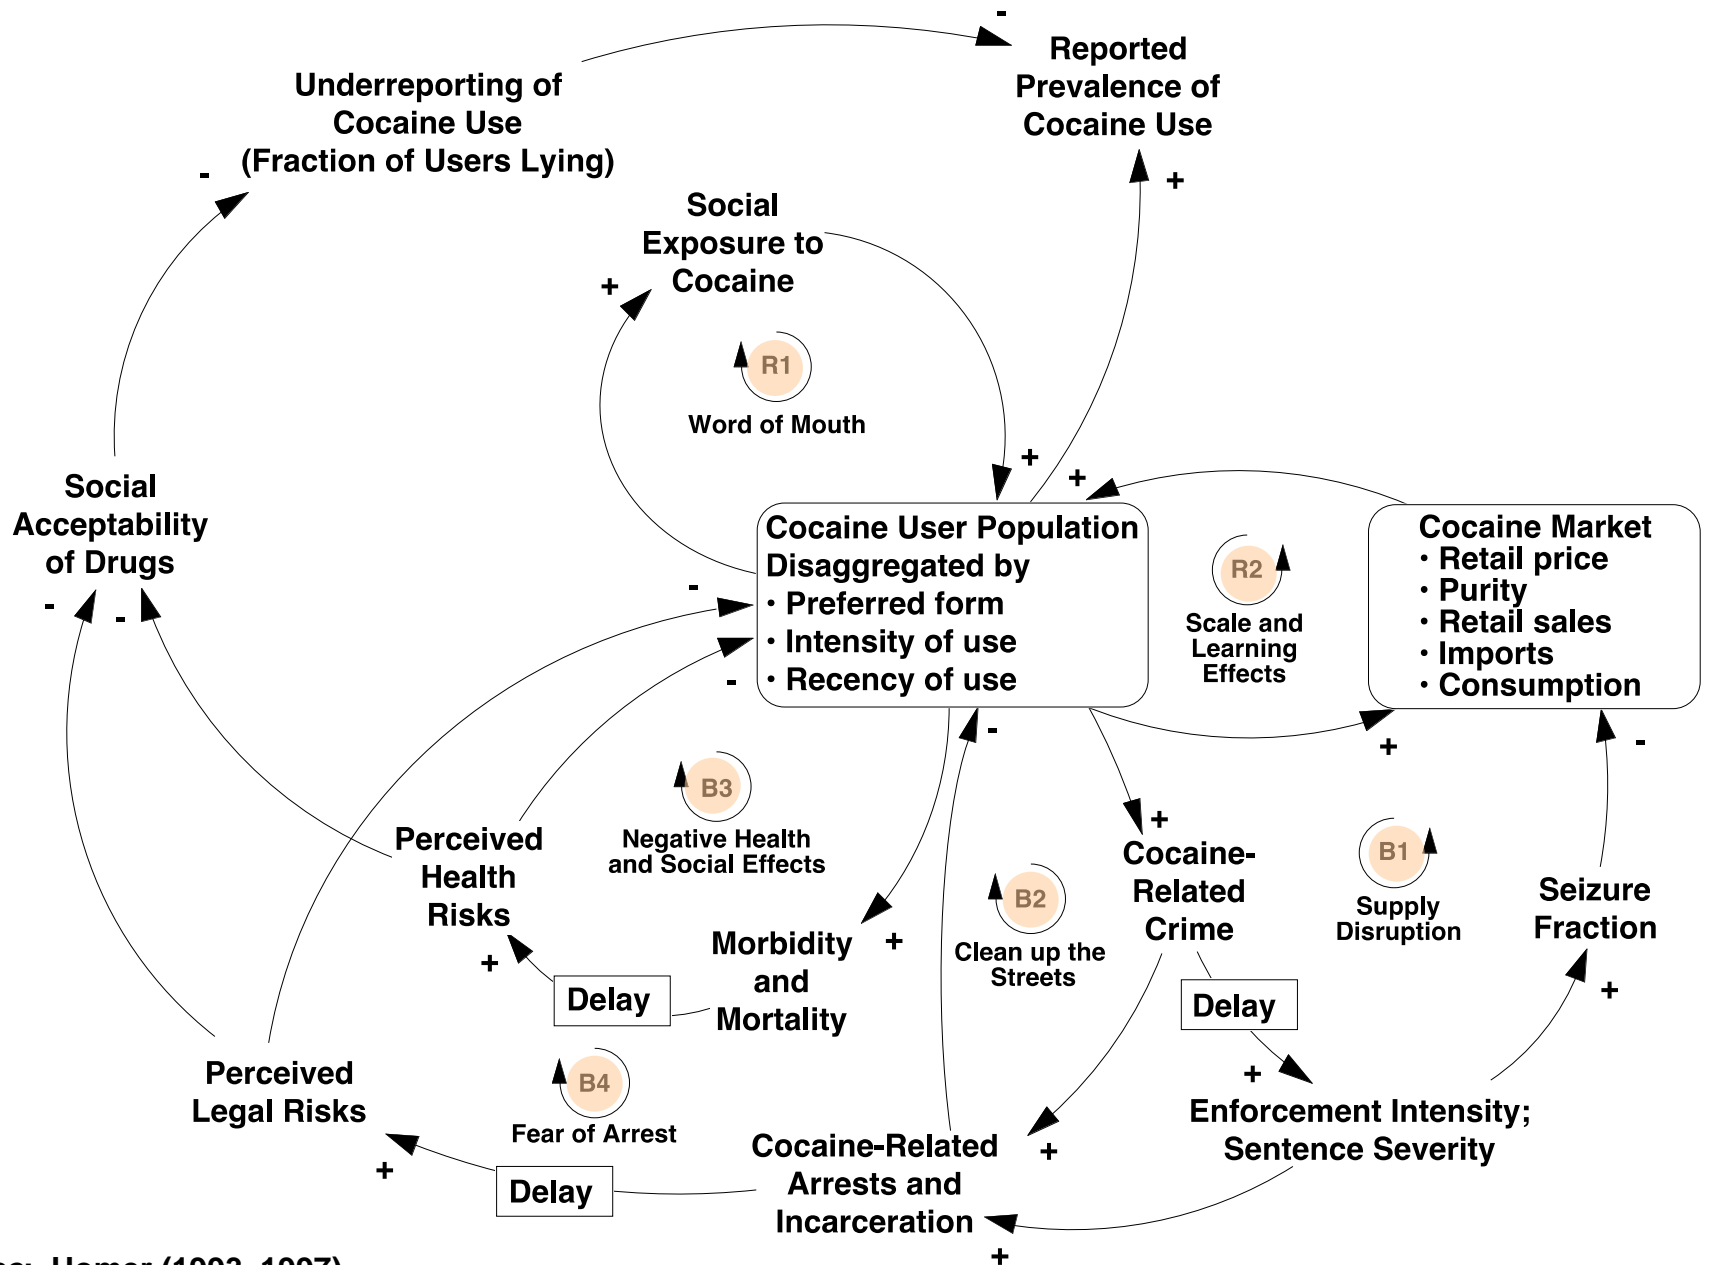 -
Reported
Prevalence of
Cocaine Use
+
Underreporting of
Cocaine Use
(Fraction of Users Lying)
-
Social
Exposure to
Cocaine
+
R1
Word of Mouth
+
+
Social
Acceptability
of Drugs
-
-
Cocaine User Population
Disaggregated by
• Preferred form
• Intensity of use
• Recency of use
-
-
-
R2
Scale and
Learning
Effects
Cocaine Market
• Retail price
• Purity
• Retail sales
• Imports
• Consumption
+
-
B3
Negative Health
and Social Effects
Perceived
Health
Risks
+
Delay
Morbidity
and
Mortality
+
B2
Clean up the
Streets
+
Cocaine-
Related
Crime
B1
Supply
Disruption
Seizure
Fraction
+
Delay
+
Enforcement Intensity;
Sentence Severity
Perceived
Legal Risks
+
B4
Fear of Arrest
Delay
Cocaine-Related
Arrests and
Incarceration
+
+
Homer (1993, 1997)